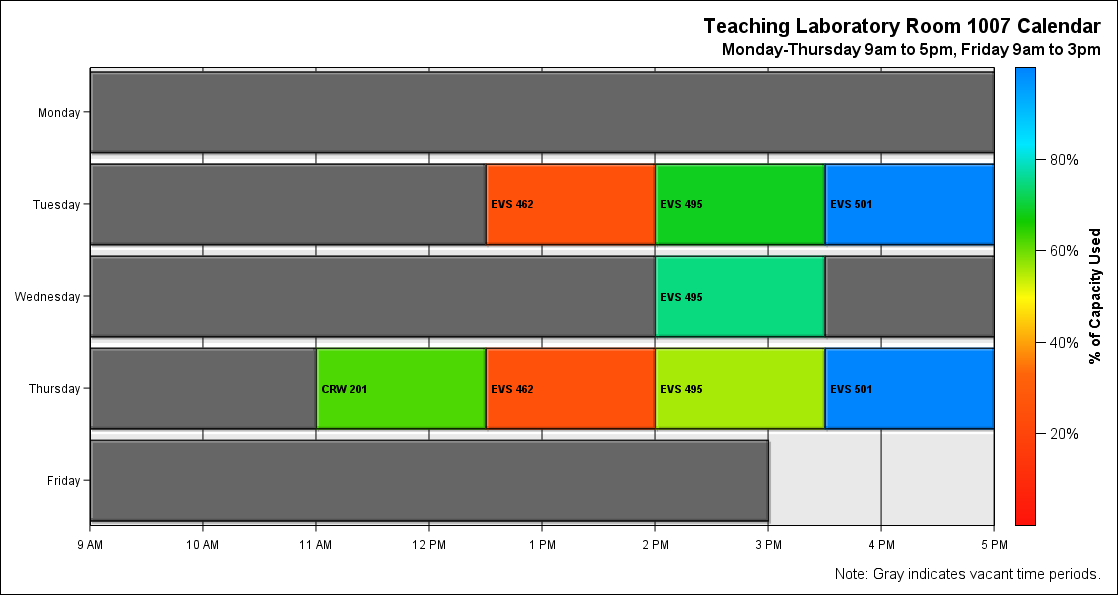 Teaching Laboratory Room 1007 Calendar
Monday-Thursday 9am to 5pm, Friday 9am to 3pm
Monday
Tuesday
EVS 462
EVS 495
EVS 501
Wednesday
EVS 495
Thursday
CRW 201
EVS 462
EVS 495
EVS 501
Friday
9 AM
10 AM
11 AM
12 PM
1 PM
2 PM
3 PM
4 PM
5 PM
80%
60%
40%
20%
% of Capacity Used
Note: Gray indicates vacant time periods.